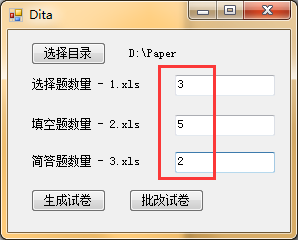 Dita
选择目录 D:\Paper
选择题数量 - 1.xls 3
填空题数量 - 2.xls 5
简答题数量 - 3.xls 2
生成试卷 批改试卷